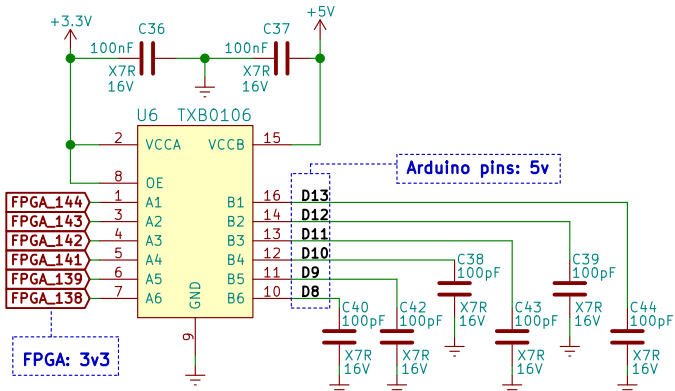 +3.3V
C36
C37
+5V
100nF
100nF
X7R
16V
X7R
16V
U6 TXB0106
2 VCCA VCCB 15
8 OE
Arduino pins: 5v
FPGA_144 1 A1 B1 16 D13
FPGA_143 3 A2 B2 14 D12
FPGA_142 4 A3 B3 13 D11
FPGA_141 5 A4 B4 12 D10
FPGA_139 6 A5 B5 11 D9
FPGA_138 7 A6 B6 10 D8
GND
9
FPGA: 3v3
C38
100pF
X7R
16V
C39
100pF
X7R
16V
C40
100pF
X7R
16V
C42
100pF
X7R
16V
C43
100pF
X7R
16V
C44
100pF
X7R
16V